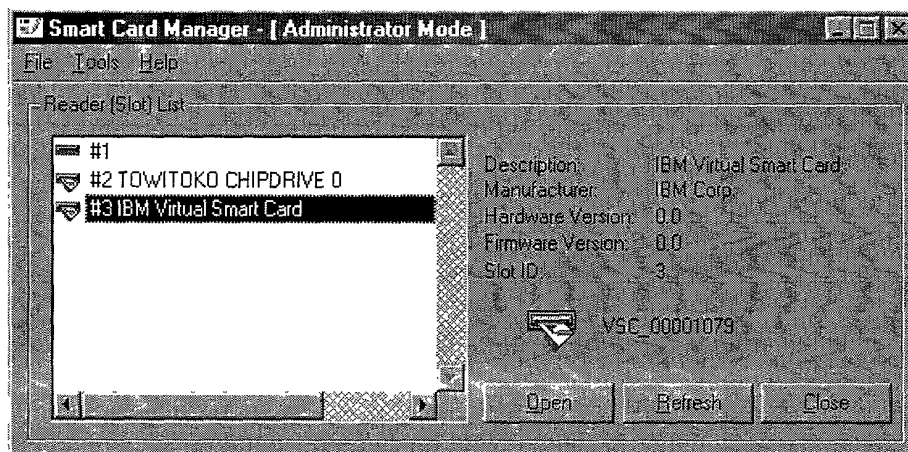 Smart Card Manager - [ Administrator Mode ]
File Tools Help
Reader (Slot) List
#1
#2 TOWITOKO CHIPDRIVE 0
#3 IBM Virtual Smart Card
Description: IBM Virtual Smart Card
Manufacturer: IBM Corp.
Hardware Version: 0.0
Firmware Version: 0.0
Slot ID: 3
VSC_00001079
Open Refresh Close